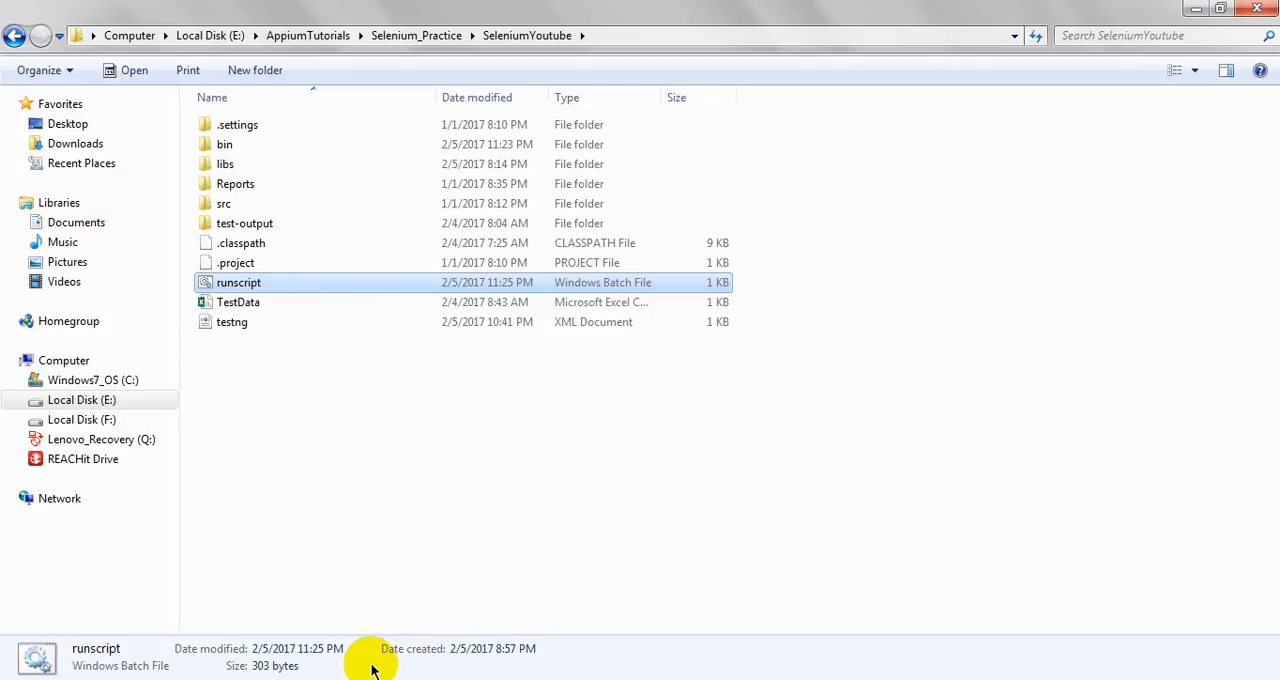 Computer Local Disk (E:) AppiumTutorials Selenium_Practice SeleniumYoutube Search SeleniumYoutube
Organize Open Print New folder
Name Date modified Type Size
Favorites
Desktop
Downloads
Recent Places
Libraries
Documents
Music
Pictures
Videos
Homegroup
Computer
Windows7_OS (C:)
Local Disk (E:)
Local Disk (F:)
Lenovo_Recovery (Q:)
REACHit Drive
Network
.settings 1/1/2017 8:10 PM File folder
bin 2/5/2017 11:23 PM File folder
libs 2/5/2017 8:14 PM File folder
Reports 1/1/2017 8:35 PM File folder
src 1/1/2017 8:12 PM File folder
test-output 2/4/2017 8:04 AM File folder
.classpath 2/4/2017 7:25 AM CLASSPATH File 9 KB
.project 1/1/2017 8:10 PM PROJECT File 1 KB
runscript 2/5/2017 11:25 PM Windows Batch File 1 KB
TestData 2/4/2017 8:43 AM Microsoft Excel C... 1 KB
testng 2/5/2017 10:41 PM XML Document 1 KB
runscript Date modified: 2/5/2017 11:25 PM Date created: 2/5/2017 8:57 PM
Windows Batch File Size: 303 bytes